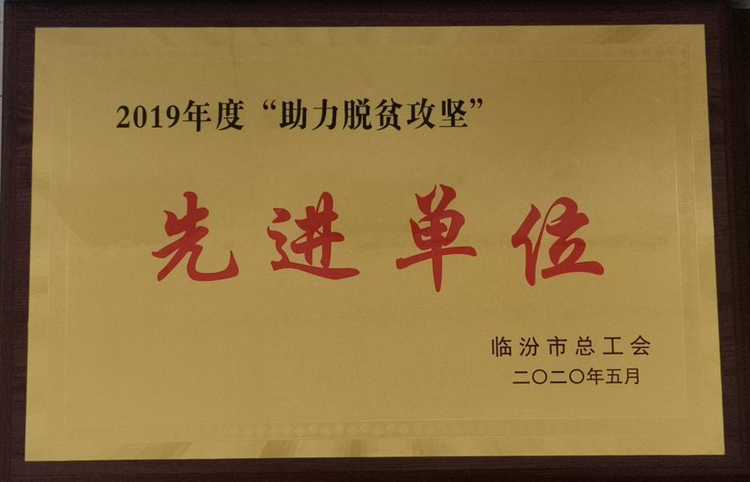 2019年度“助力脱贫攻坚”
先进单位
临汾市总工会
二〇二〇年五月